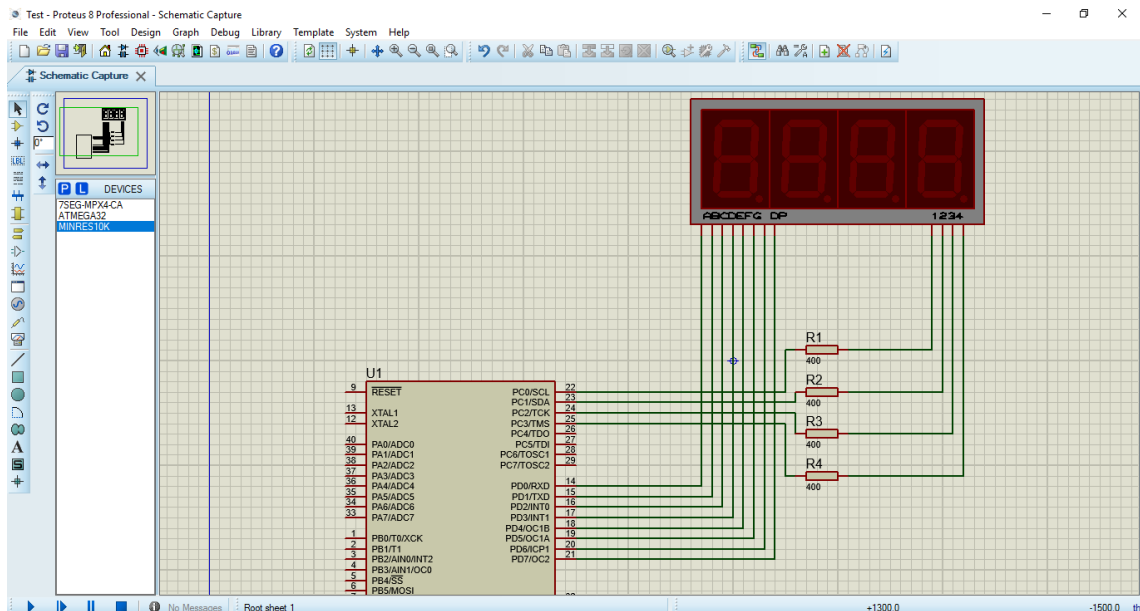 Test - Proteus 8 Professional - Schematic Capture
File Edit View Tool Design Graph Debug Library Template System Help
Schematic Capture
0°
LBL
P L DEVICES
7SEG-MPX4-CA
ATMEGA32
MINRES10K
A
S
ABCDEFG DP
1234
R1
400
R2
400
R3
400
R4
400
U1
9 RESET PC0/SCL 22
PC1/SDA 23
13 XTAL1 PC2/TCK 24
12 XTAL2 PC3/TMS 25
PC4/TDO 26
40 PA0/ADC0 PC5/TDI 27
39 PA1/ADC1 PC6/TOSC1 28
38 PA2/ADC2 PC7/TOSC2 29
37 PA3/ADC3
36 PA4/ADC4 PD0/RXD 14
35 PA5/ADC5 PD1/TXD 15
34 PA6/ADC6 PD2/INT0 16
33 PA7/ADC7 PD3/INT1 17
PD4/OC1B 18
1 PB0/T0/XCK PD5/OC1A 19
2 PB1/T1 PD6/ICP1 20
3 PB2/AIN0/INT2 PD7/OC2 21
4 PB3/AIN1/OC0
5 PB4/SS
6 PB5/MOSI
No Messages Root sheet 1 +1300.0 -1500.0 th